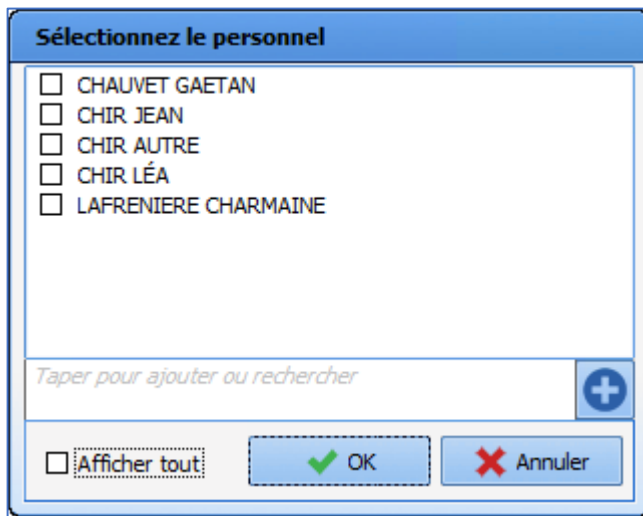 Sélectionnez le personnel
CHAUVET GAETAN
CHIR JEAN
CHIR AUTRE
CHIR LÉA
LAFRENIERE CHARMAINE
Taper pour ajouter ou rechercher
Afficher tout
OK
Annuler